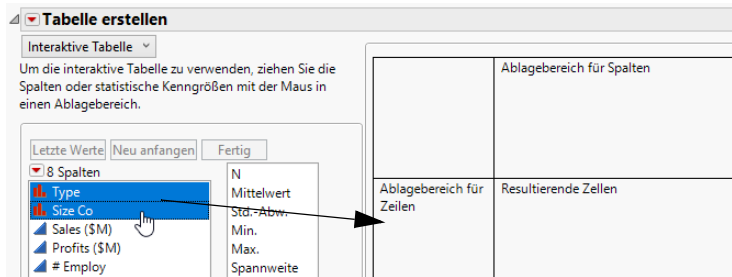 Tabelle erstellen
Interaktive Tabelle
Um die interaktive Tabelle zu verwenden, ziehen Sie die
Spalten oder statistische Kenngrößen mit der Maus in
einen Ablagebereich.
Letzte Werte Neu anfangen Fertig
8 Spalten
Type
Size Co
Sales ($M)
Profits ($M)
# Employ
N
Mittelwert
Std.-Abw.
Min.
Max.
Spannweite
Ablagebereich für Spalten
Ablagebereich für
Zeilen
Resultierende Zellen